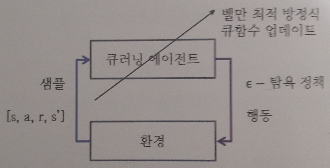 벨만 최적 방정식
큐함수 업데이트
큐러닝 에이전트
샘플
ϵ – 탐욕 정책
[s, a, r, s']
행동
환경